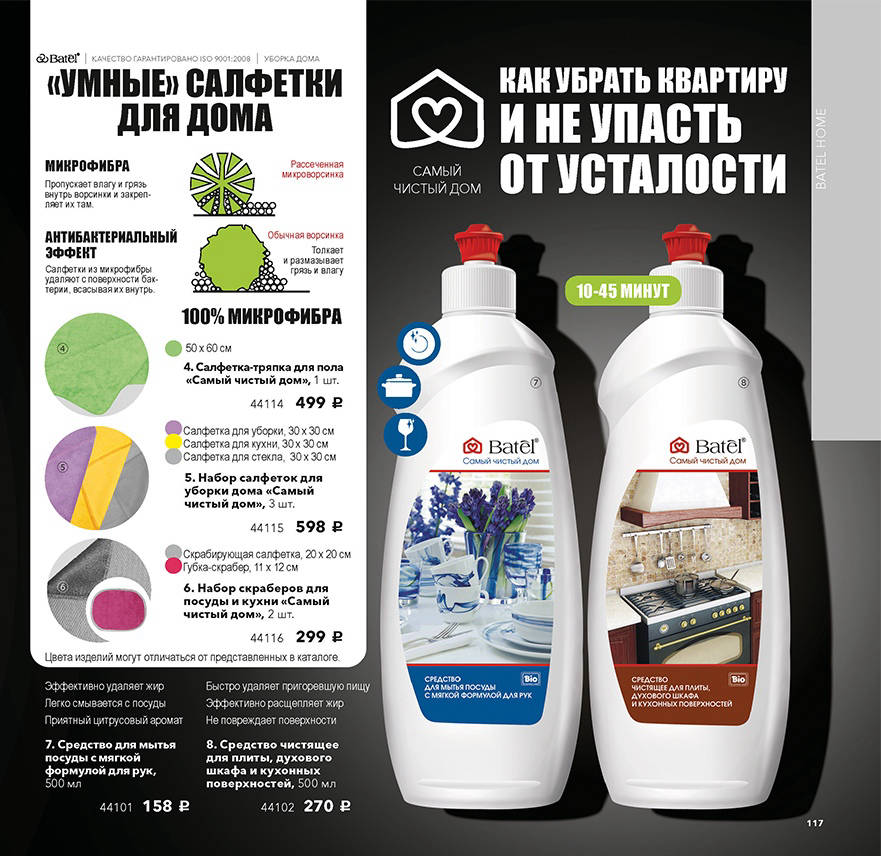 Batel®
КАЧЕСТВО ГАРАНТИРОВАНО ISO 9001:2008
УБОРКА ДОМА
«УМНЫЕ» САЛФЕТКИ
ДЛЯ ДОМА
МИКРОФИБРА
Пропускает влагу и грязь
внутрь ворсинки и закреп-
ляет их там.
Рассеченная
микроворсинка
АНТИБАКТЕРИАЛЬНЫЙ
ЭФФЕКТ
Салфетки из микрофибры
удаляют с поверхности бак-
терии, всасывая их внутрь.
Обычная ворсинка
Толкает
и размазывает
грязь и влагу
100% МИКРОФИБРА
4
50 х 60 см
4. Салфетка-тряпка для пола
«Самый чистый дом», 1 шт.
44114 499 ₽
5
Салфетка для уборки, 30 х 30 см
Салфетка для кухни, 30 х 30 см
Салфетка для стекла, 30 х 30 см
5. Набор салфеток для
уборки дома «Самый
чистый дом», 3 шт.
44115 598 ₽
6
Скрабирующая салфетка, 20 х 20 см
Губка-скрабер, 11 х 12 см
6. Набор скраберов для
посуды и кухни «Самый
чистый дом», 2 шт.
44116 299 ₽
Цвета изделий могут отличаться от представленных в каталоге.
Эффективно удаляет жир
Легко смывается с посуды
Приятный цитрусовый аромат
7. Средство для мытья
посуды с мягкой
формулой для рук,
500 мл
44101 158 ₽
Быстро удаляет пригоревшую пищу
Эффективно расщепляет жир
Не повреждает поверхности
8. Средство чистящее
для плиты, духового
шкафа и кухонных
поверхностей, 500 мл
44102 270 ₽
САМЫЙ
ЧИСТЫЙ ДОМ
КАК УБРАТЬ КВАРТИРУ
И НЕ УПАСТЬ
ОТ УСТАЛОСТИ
BATEL HOME
10-45 МИНУТ
7
Batel®
Самый чистый дом
СРЕДСТВО
ДЛЯ МЫТЬЯ ПОСУДЫ
С МЯГКОЙ ФОРМУЛОЙ ДЛЯ РУК
Bio
8
Batel®
Самый чистый дом
СРЕДСТВО
ЧИСТЯЩЕЕ ДЛЯ ПЛИТЫ,
ДУХОВОГО ШКАФА
И КУХОННЫХ ПОВЕРХНОСТЕЙ
Bio
117